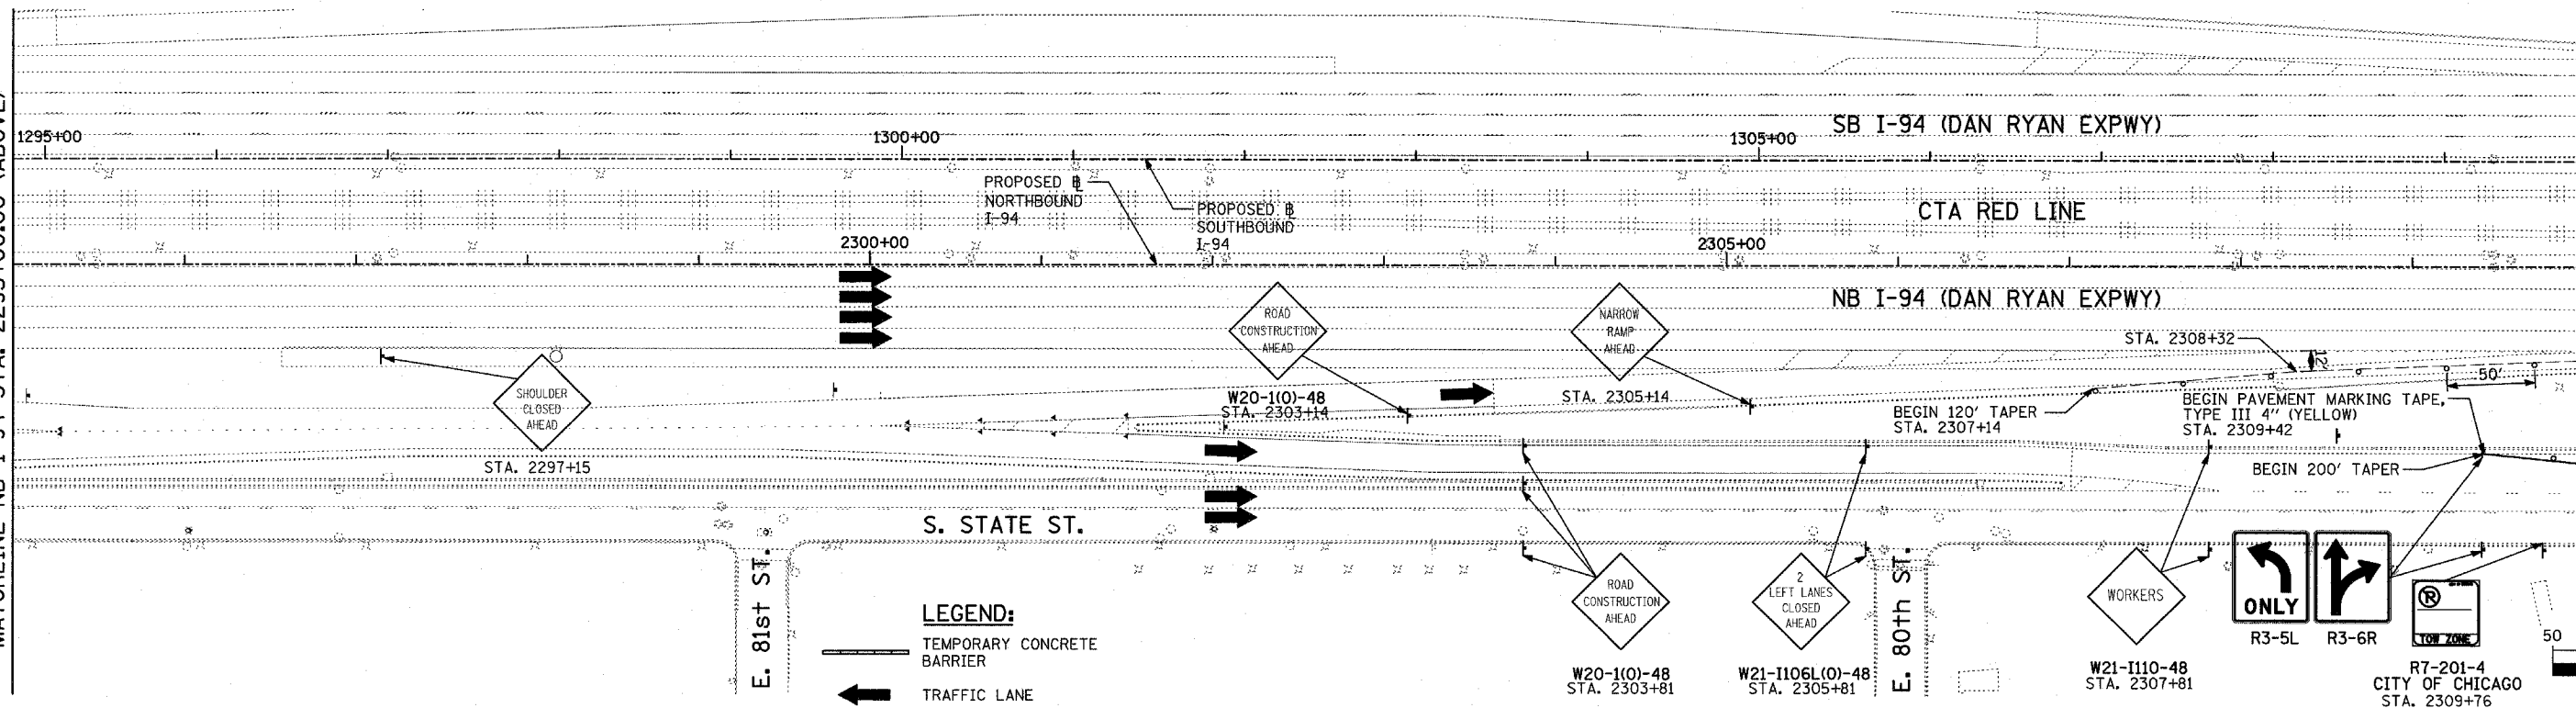 1295+00
1300+00
1305+00
SB I-94 (DAN RYAN EXPWY)
PROPOSED BL
NORTHBOUND
I-94
PROPOSED BL
SOUTHBOUND
I-94
CTA RED LINE
2300+00
2305+00
NB I-94 (DAN RYAN EXPWY)
ROAD
CONSTRUCTION
AHEAD
W20-1(O)-48
STA. 2303+14
NARROW
RAMP
AHEAD
STA. 2305+14
STA. 2308+32
12'
50'
SHOULDER
CLOSED
AHEAD
STA. 2297+15
BEGIN 120' TAPER
STA. 2307+14
BEGIN PAVEMENT MARKING TAPE,
TYPE III 4" (YELLOW)
STA. 2309+42
BEGIN 200' TAPER
S. STATE ST.
E. 81st ST.
E. 80th ST.
LEGEND:
TEMPORARY CONCRETE
BARRIER
TRAFFIC LANE
ROAD
CONSTRUCTION
AHEAD
W20-1(O)-48
STA. 2303+81
2
LEFT LANES
CLOSED
AHEAD
W21-I106L(O)-48
STA. 2305+81
WORKERS
W21-I110-48
STA. 2307+81
ONLY
R3-5L
R3-6R
R
TOW ZONE
R7-201-4
CITY OF CHICAGO
STA. 2309+76
50